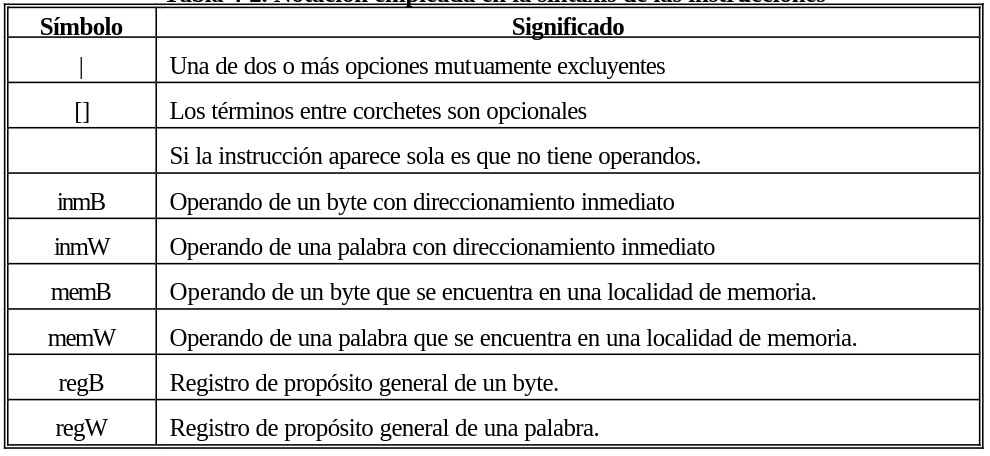 Tabla 4-2. Notación empleada en la sintaxis de las instrucciones
Símbolo Significado
| Una de dos o más opciones mutuamente excluyentes
[] Los términos entre corchetes son opcionales
Si la instrucción aparece sola es que no tiene operandos.
inmB Operando de un byte con direccionamiento inmediato
inmW Operando de una palabra con direccionamiento inmediato
memB Operando de un byte que se encuentra en una localidad de memoria.
memW Operando de una palabra que se encuentra en una localidad de memoria.
regB Registro de propósito general de un byte.
regW Registro de propósito general de una palabra.